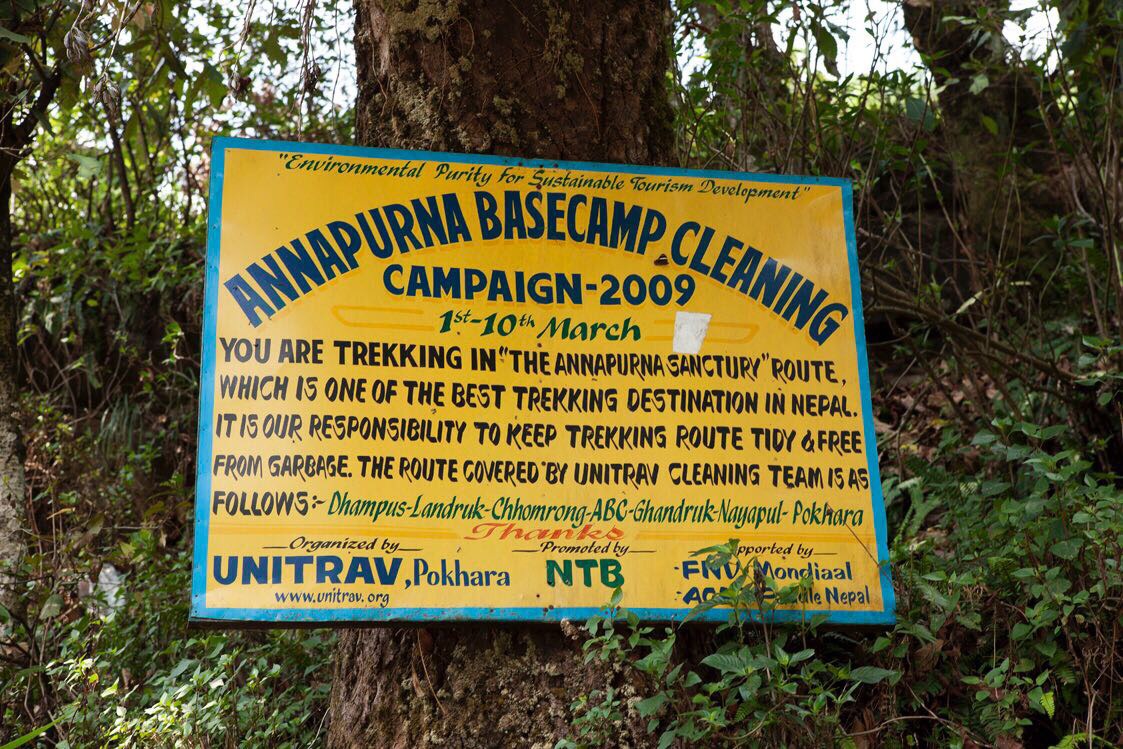 "Environmental Purity For Sustainable Tourism Development"
ANNAPURNA BASECAMP CLEANING
CAMPAIGN-2009
1st-10th March
YOU ARE TREKKING IN "THE ANNAPURNA SANCTURY" ROUTE,
WHICH IS ONE OF THE BEST TREKKING DESTINATION IN NEPAL.
IT IS OUR RESPONSIBILITY TO KEEP TREKKING ROUTE TIDY & FREE
FROM GARBAGE. THE ROUTE COVERED BY UNITRAV CLEANING TEAM IS AS
FOLLOWS:- Dhampus-Landruk-Chhomrong-ABC-Ghandruk-Nayapul- Pokhara
Thanks
Organized by
UNITRAV, Pokhara
www.unitrav.org
Promoted by
NTB
pported by
FNV Mondiaal
Nepal